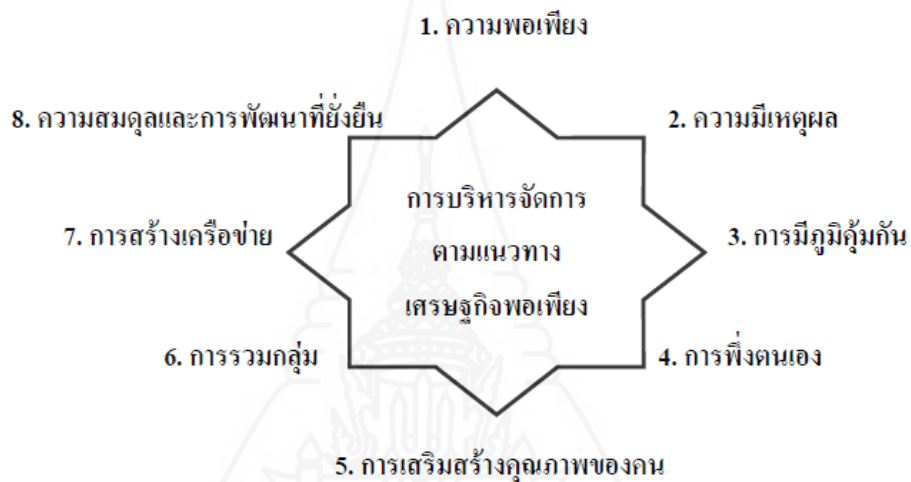 1. ความพอเพียง
8. ความสมดุลและการพัฒนาที่ยั่งยืน
2. ความมีเหตุผล
การบริหารจัดการ
ตามแนวทาง
เศรษฐกิจพอเพียง
7. การสร้างเครือข่าย
3. การมีภูมิคุ้มกัน
6. การรวมกลุ่ม
4. การพึ่งตนเอง
5. การเสริมสร้างคุณภาพของคน